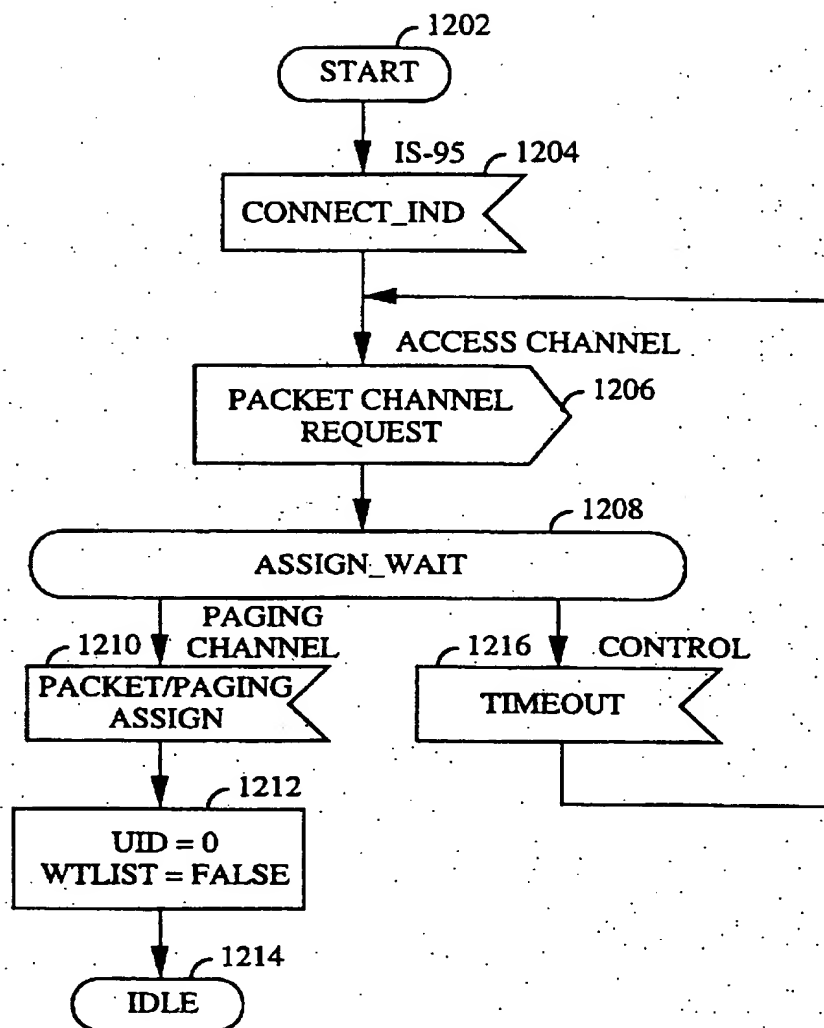 1202
START
IS-95
1204
CONNECT_IND
ACCESS CHANNEL
PACKET CHANNEL
REQUEST
1206
1208
ASSIGN_WAIT
PAGING
CHANNEL
1210
PACKET/PAGING
ASSIGN
1216
CONTROL
TIMEOUT
1212
UID = 0
WTLIST = FALSE
1214
IDLE